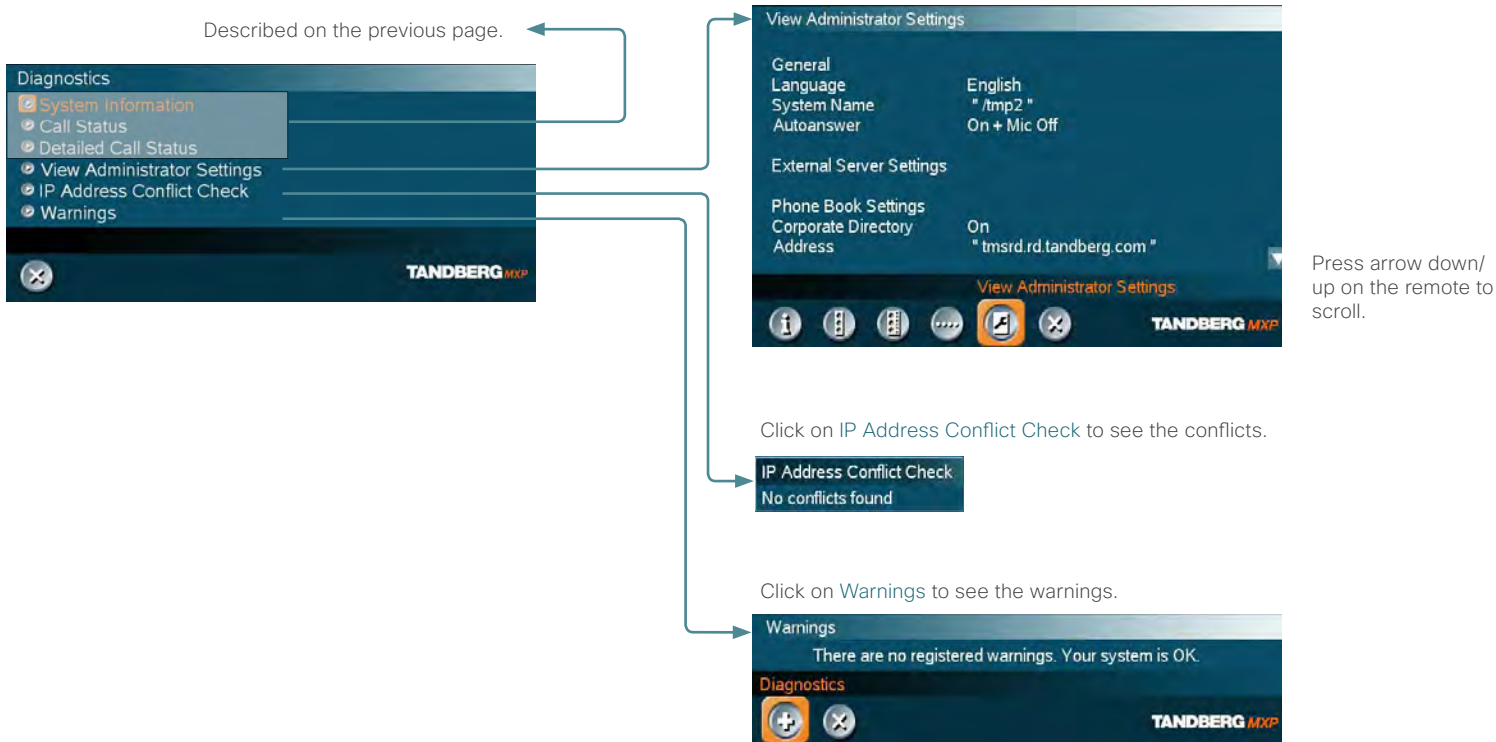 Described on the previous page.
Diagnostics
System Information
Call Status
Detailed Call Status
View Administrator Settings
IP Address Conflict Check
Warnings
TANDBERG MXP
View Administrator Settings
General
Language English
System Name " /tmp2 "
Autoanswer On + Mic Off
External Server Settings
Phone Book Settings
Corporate Directory On
Address " tmsrd.rd.tandberg.com "
View Administrator Settings
TANDBERG MXP
Press arrow down/
up on the remote to
scroll.
Click on IP Address Conflict Check to see the conflicts.
IP Address Conflict Check
No conflicts found
Click on Warnings to see the warnings.
Warnings
There are no registered warnings. Your system is OK.
Diagnostics
TANDBERG MXP